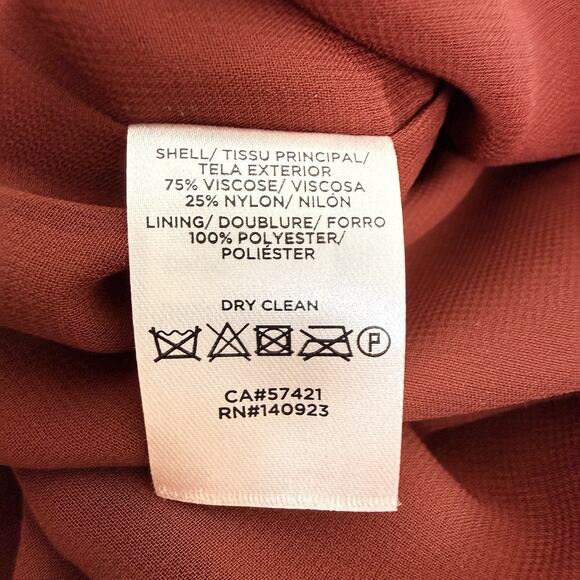 SHELL/ TISSU PRINCIPAL/
TELA EXTERIOR
75% VISCOSE/ VISCOSA
25% NYLON/ NILÓN
LINING/ DOUBLURE/ FORRO
100% POLYESTER/
POLIÉSTER
DRY CLEAN
P
CA#57421
RN#140923